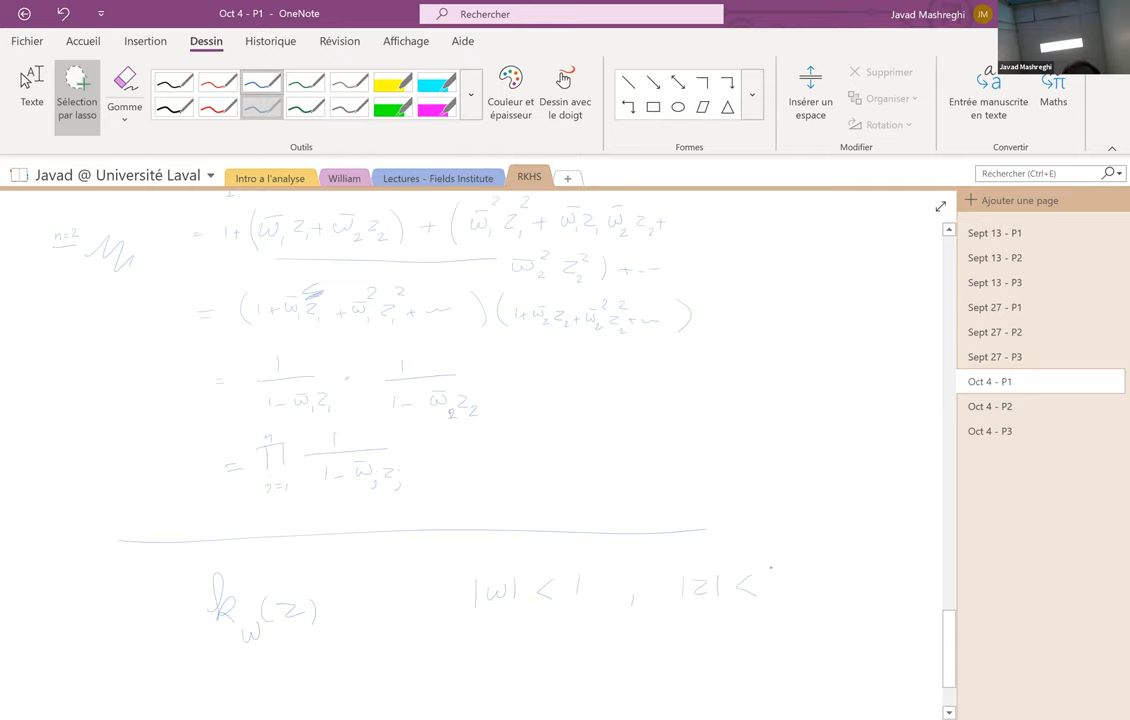 Oct 4 - P1 - OneNote
Rechercher
Javad Mashreghi JM
Javad Mashreghi
Fichier Accueil Insertion Dessin Historique Révision Affichage Aide
Texte
Sélection par lasso
Gomme
Couleur et épaisseur
Dessin avec le doigt
Insérer un espace
Supprimer
Organiser
Rotation
Entrée manuscrite en texte
Maths
Outils Formes Modifier Convertir
Javad @ Université Laval
Intro a l'analyse William Lectures - Fields Institute RKHS
Rechercher (Ctrl+E)
Ajouter une page
Sept 13 - P1
Sept 13 - P2
Sept 13 - P3
Sept 27 - P1
Sept 27 - P2
Sept 27 - P3
Oct 4 - P1
Oct 4 - P2
Oct 4 - P3
n=2 = 1 + (w̄₁z₁ + w̄₂z₂) + (w̄₁²z₁² + w̄₁z₁w̄₂z₂ +
w̄₂²z₂²) + ...
= (1 + w̄₁z₁ + w̄₁²z₁² + ...)(1 + w̄₂z₂ + w̄₂²z₂² + ...)
= 1/(1 - w̄₁z₁) · 1/(1 - w̄₂z₂)
= ∏ⁿⱼ₌₁ 1/(1 - w̄ⱼzⱼ)
k_w(z) |w| < 1 , |z| <